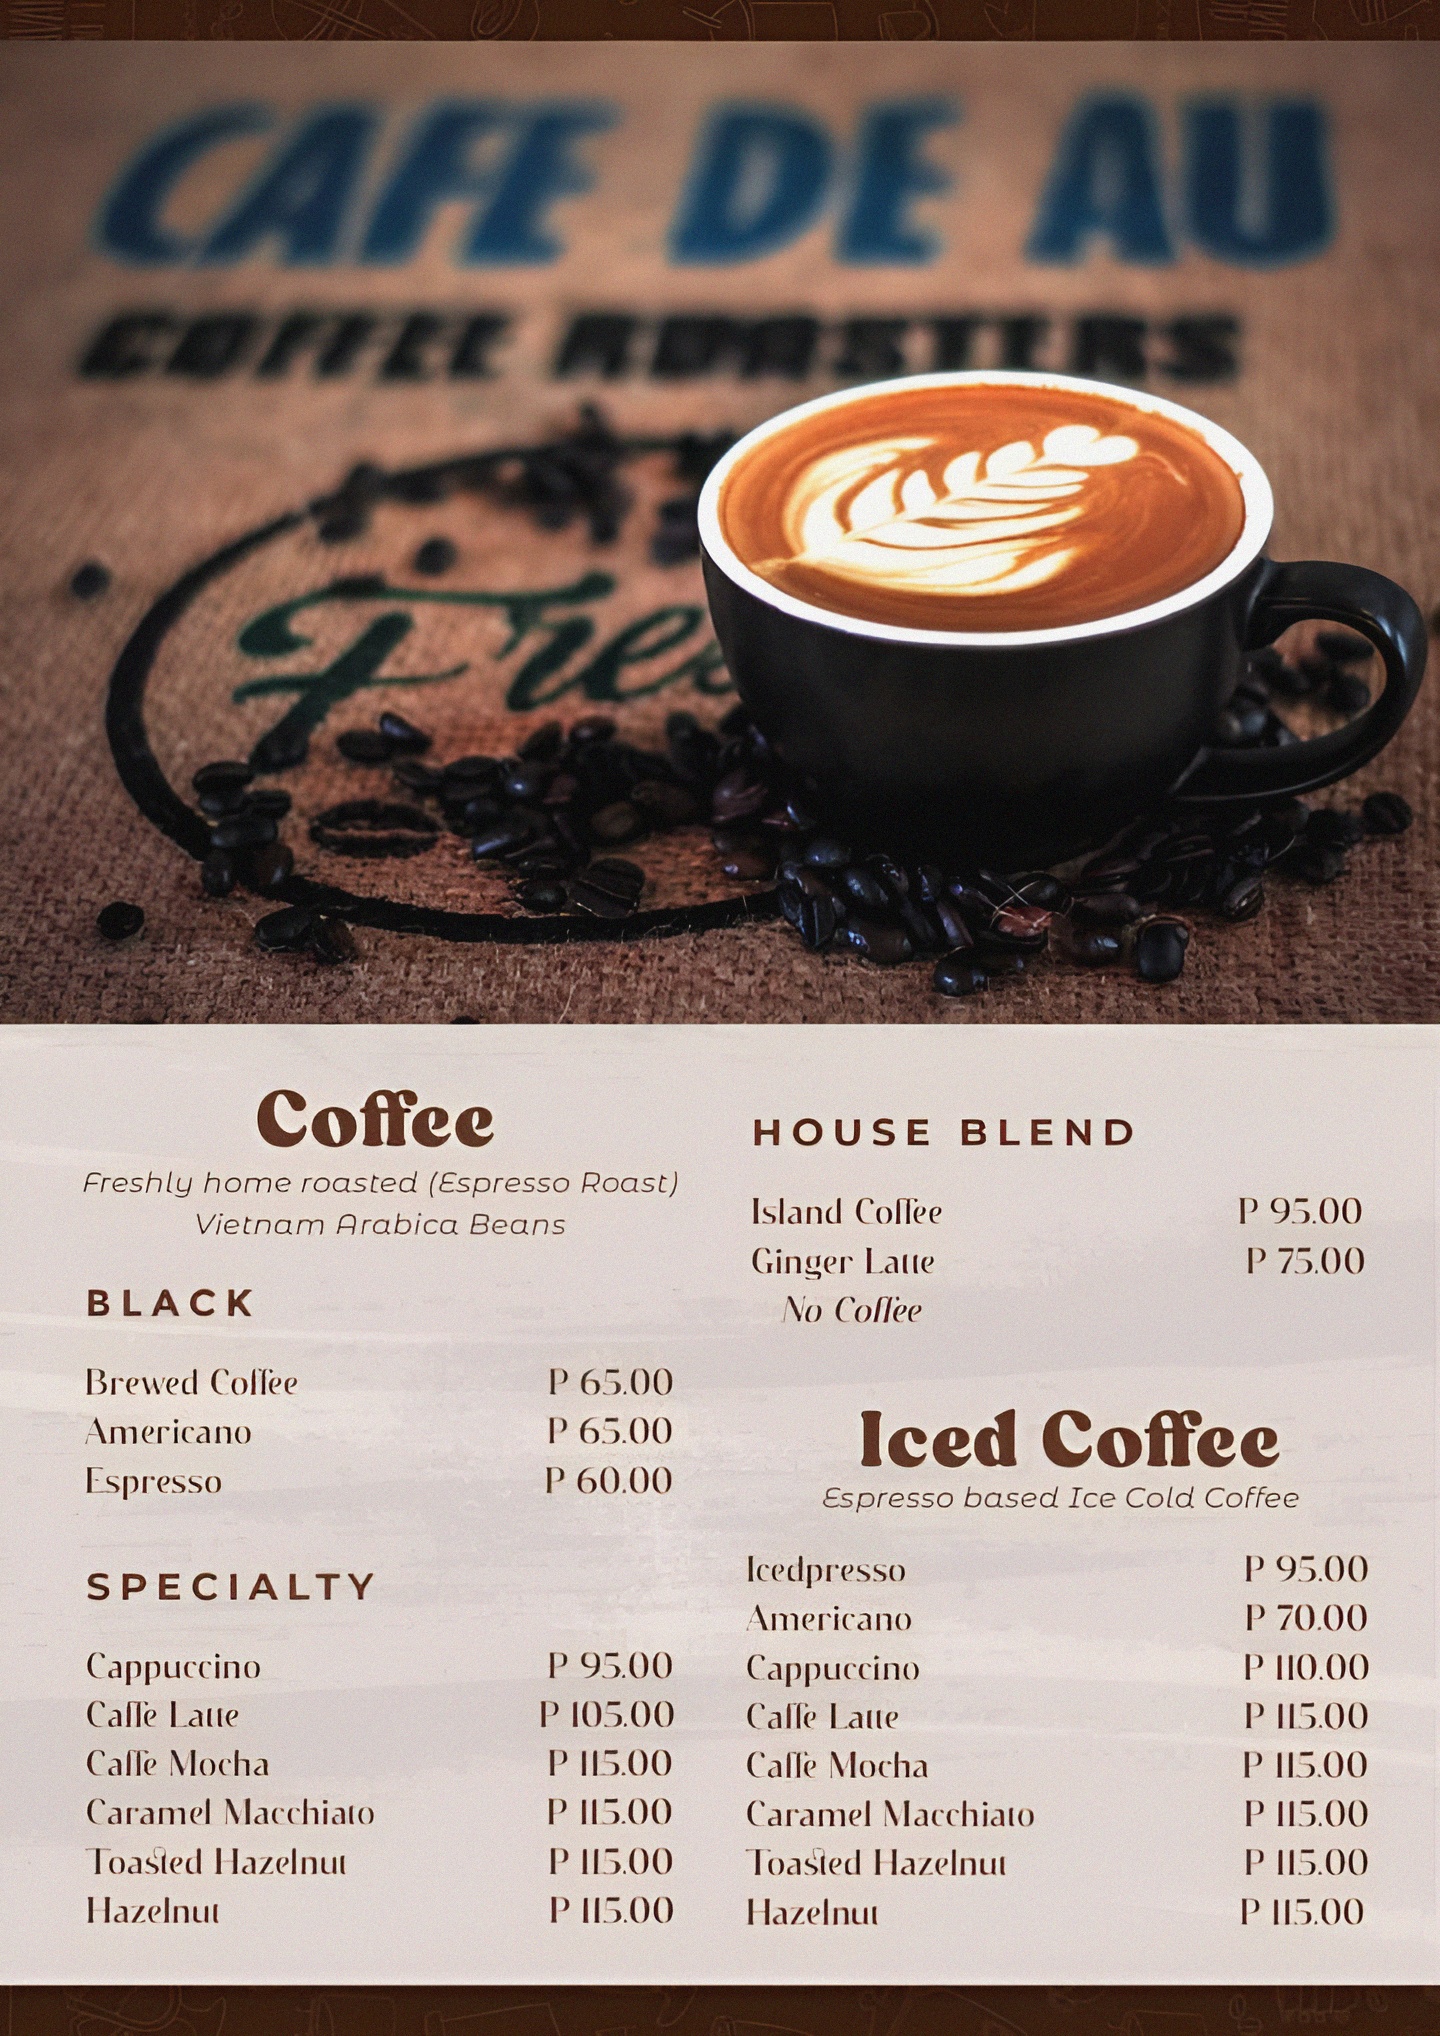 CAFE DE AU
COFFEE ROASTERS
Coffee
Freshly home roasted (Espresso Roast)
Vietnam Arabica Beans
BLACK
Brewed Coffee P 65.00
Americano P 65.00
Espresso P 60.00
SPECIALTY
Cappuccino P 95.00
Caffe Latte P 105.00
Caffe Mocha P 115.00
Caramel Macchiato P 115.00
Toasted Hazelnut P 115.00
Hazelnut P 115.00
HOUSE BLEND
Island Coffee P 95.00
Ginger Latte P 75.00
No Coffee
Iced Coffee
Espresso based Ice Cold Coffee
Icedpresso P 95.00
Americano P 70.00
Cappuccino P 110.00
Caffe Latte P 115.00
Caffe Mocha P 115.00
Caramel Macchiato P 115.00
Toasted Hazelnut P 115.00
Hazelnut P 115.00